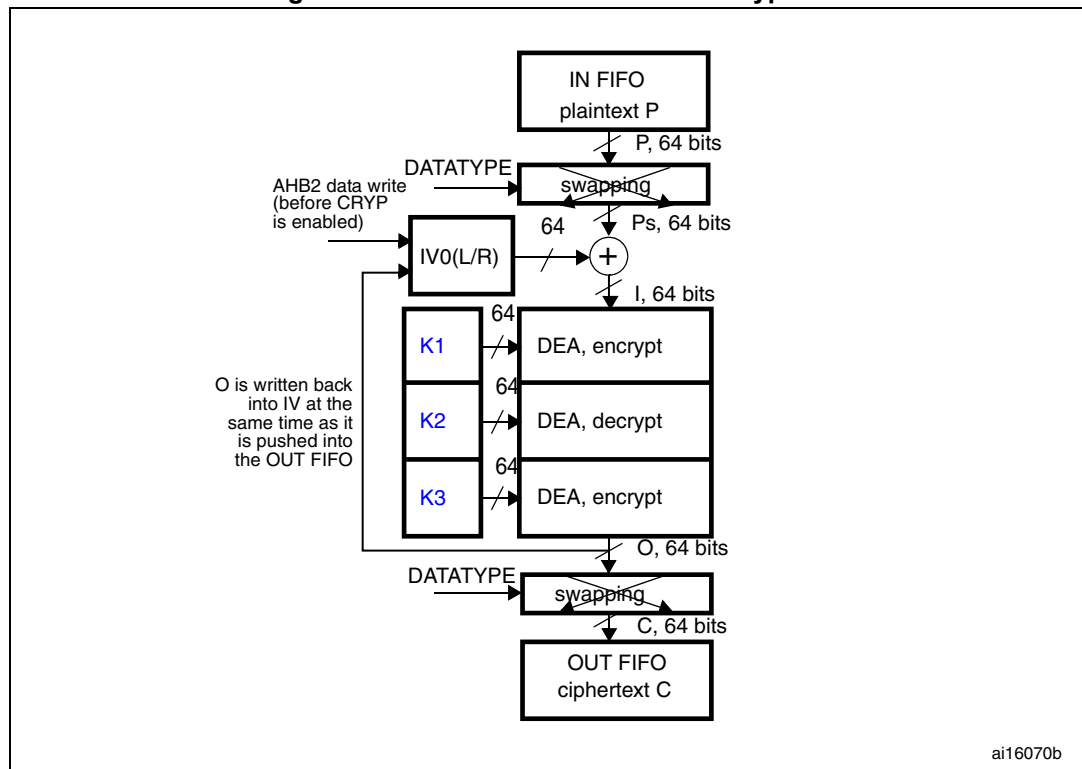 IN FIFO
plaintext P
P, 64 bits
DATATYPE
swapping
AHB2 data write
(before CRYP
is enabled)
Ps, 64 bits
64
IV0(L/R)
+
I, 64 bits
64
K1
DEA, encrypt
64
K2
DEA, decrypt
64
K3
DEA, encrypt
O is written back
into IV at the
same time as it
is pushed into
the OUT FIFO
O, 64 bits
DATATYPE
swapping
C, 64 bits
OUT FIFO
ciphertext C
ai16070b